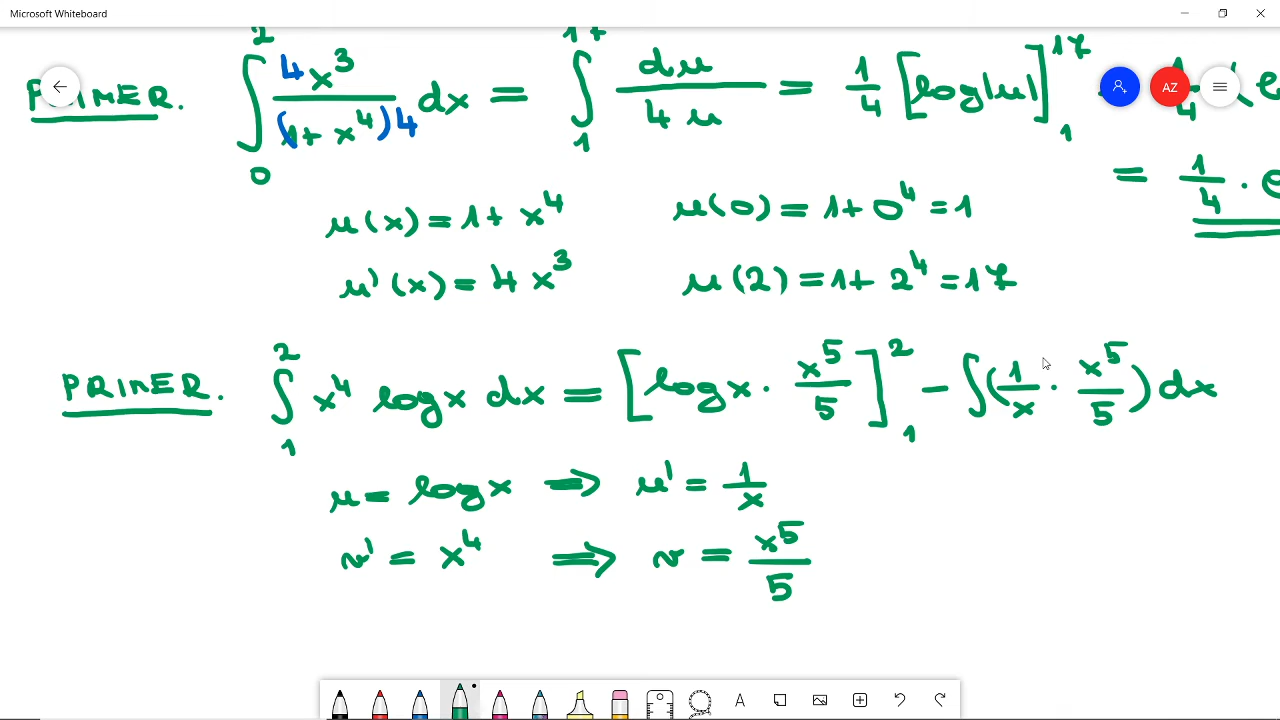 Microsoft Whiteboard
PRIMER. ∫₀² 4x³/(1+x⁴)4 dx = ∫₁¹⁷ du/4u = 1/4 [log|u|]₁¹⁷ = 1/4 (
= 1/4 ·
AZ
u(x) = 1 + x⁴ u(0) = 1 + 0⁴ = 1
u'(x) = 4x³ u(2) = 1 + 2⁴ = 17
PRIMER. ∫₁² x⁴ log x dx = [log x · x⁵/5]₁² − ∫(1/x · x⁵/5) dx
u = log x ⟹ u' = 1/x
v' = x⁴ ⟹ v = x⁵/5
A